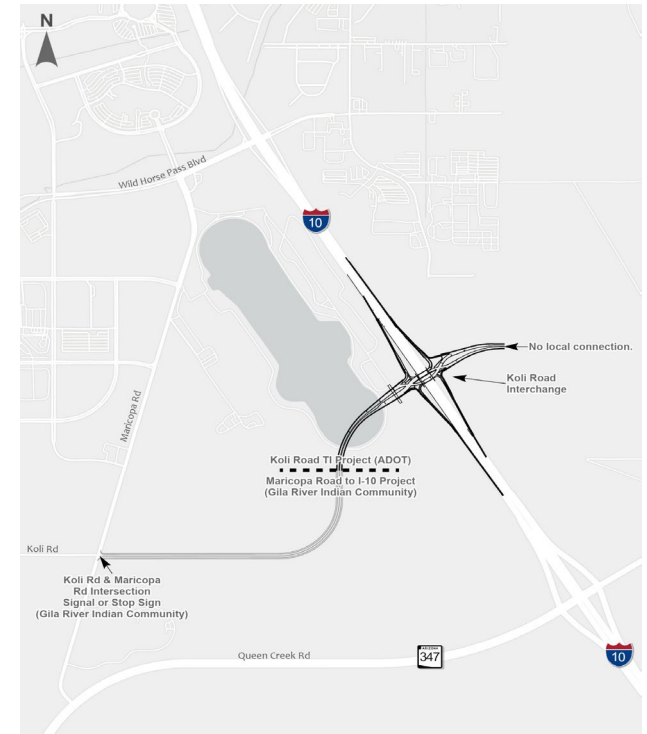 N
Wild Horse Pass Blvd
10
No local connection.
Koli Road
Interchange
Maricopa Rd
Koli Road TI Project (ADOT)
Maricopa Road to I-10 Project
(Gila River Indian Community)
Koli Rd
Koli Rd & Maricopa
Rd Intersection
Signal or Stop Sign
(Gila River Indian Community)
Queen Creek Rd
ARIZONA
347
10